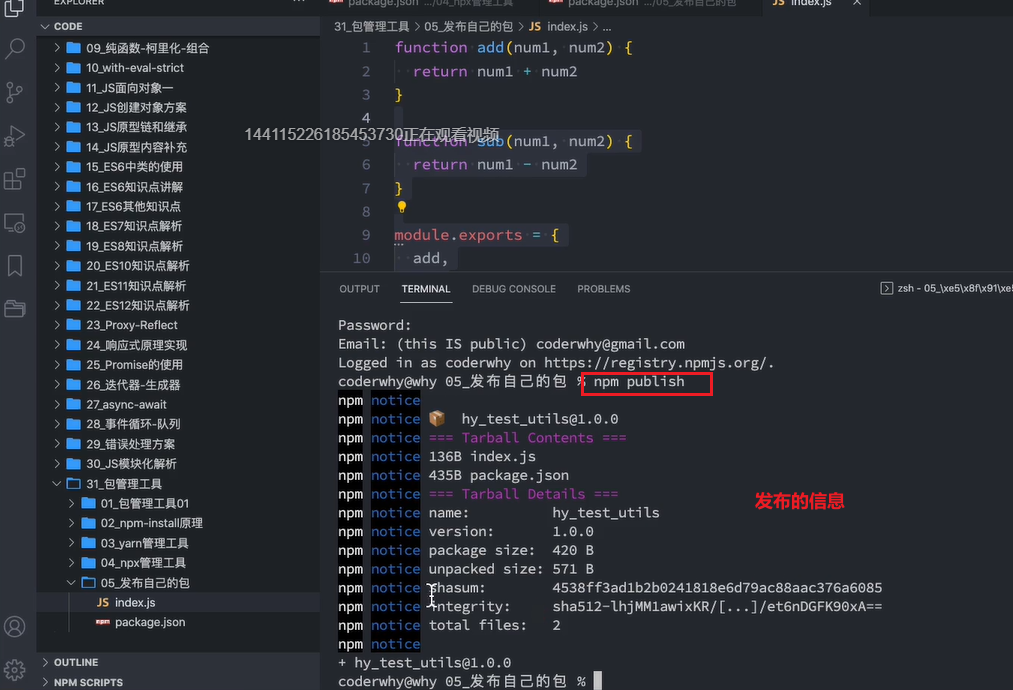 EXPLORER
package.json .../04_npx管理工具
package.json .../05_发布自己的包
JS index.js
CODE
09_纯函数-柯里化-组合
10_with-eval-strict
11_JS面向对象一
12_JS创建对象方案
13_JS原型链和继承
14_JS原型内容补充
15_ES6中类的使用
16_ES6知识点讲解
17_ES6其他知识点
18_ES7知识点解析
19_ES8知识点解析
20_ES10知识点解析
21_ES11知识点解析
22_ES12知识点解析
23_Proxy-Reflect
24_响应式原理实现
25_Promise的使用
26_迭代器-生成器
27_async-await
28_事件循环-队列
29_错误处理方案
30_JS模块化解析
31_包管理工具
01_包管理工具01
02_npm-install原理
03_yarn管理工具
04_npx管理工具
05_发布自己的包
JS index.js
package.json
OUTLINE
NPM SCRIPTS
31_包管理工具 > 05_发布自己的包 > JS index.js > ...
1 function add(num1, num2) {
2 return num1 + num2
3 }
4
144115226185453730正在观看视频
5 function sub(num1, num2) {
6 return num1 - num2
7 }
8
9 module.exports = {
10 add,
OUTPUT TERMINAL DEBUG CONSOLE PROBLEMS
zsh - 05_\xe5\x8f\x91\xe5
Password:
Email: (this IS public) coderwhy@gmail.com
Logged in as coderwhy on https://registry.npmjs.org/.
coderwhy@why 05_发布自己的包 % npm publish
npm notice
npm notice 📦 hy_test_utils@1.0.0
npm notice === Tarball Contents ===
npm notice 136B index.js
npm notice 435B package.json
npm notice === Tarball Details ===
npm notice name: hy_test_utils
npm notice version: 1.0.0
npm notice package size: 420 B
npm notice unpacked size: 571 B
npm notice shasum: 4538ff3ad1b2b0241818e6d79ac88aac376a6085
npm notice integrity: sha512-lhjMM1awixKR/[...]/et6nDGFK90xA==
npm notice total files: 2
npm notice
+ hy_test_utils@1.0.0
coderwhy@why 05_发布自己的包 %
发布的信息